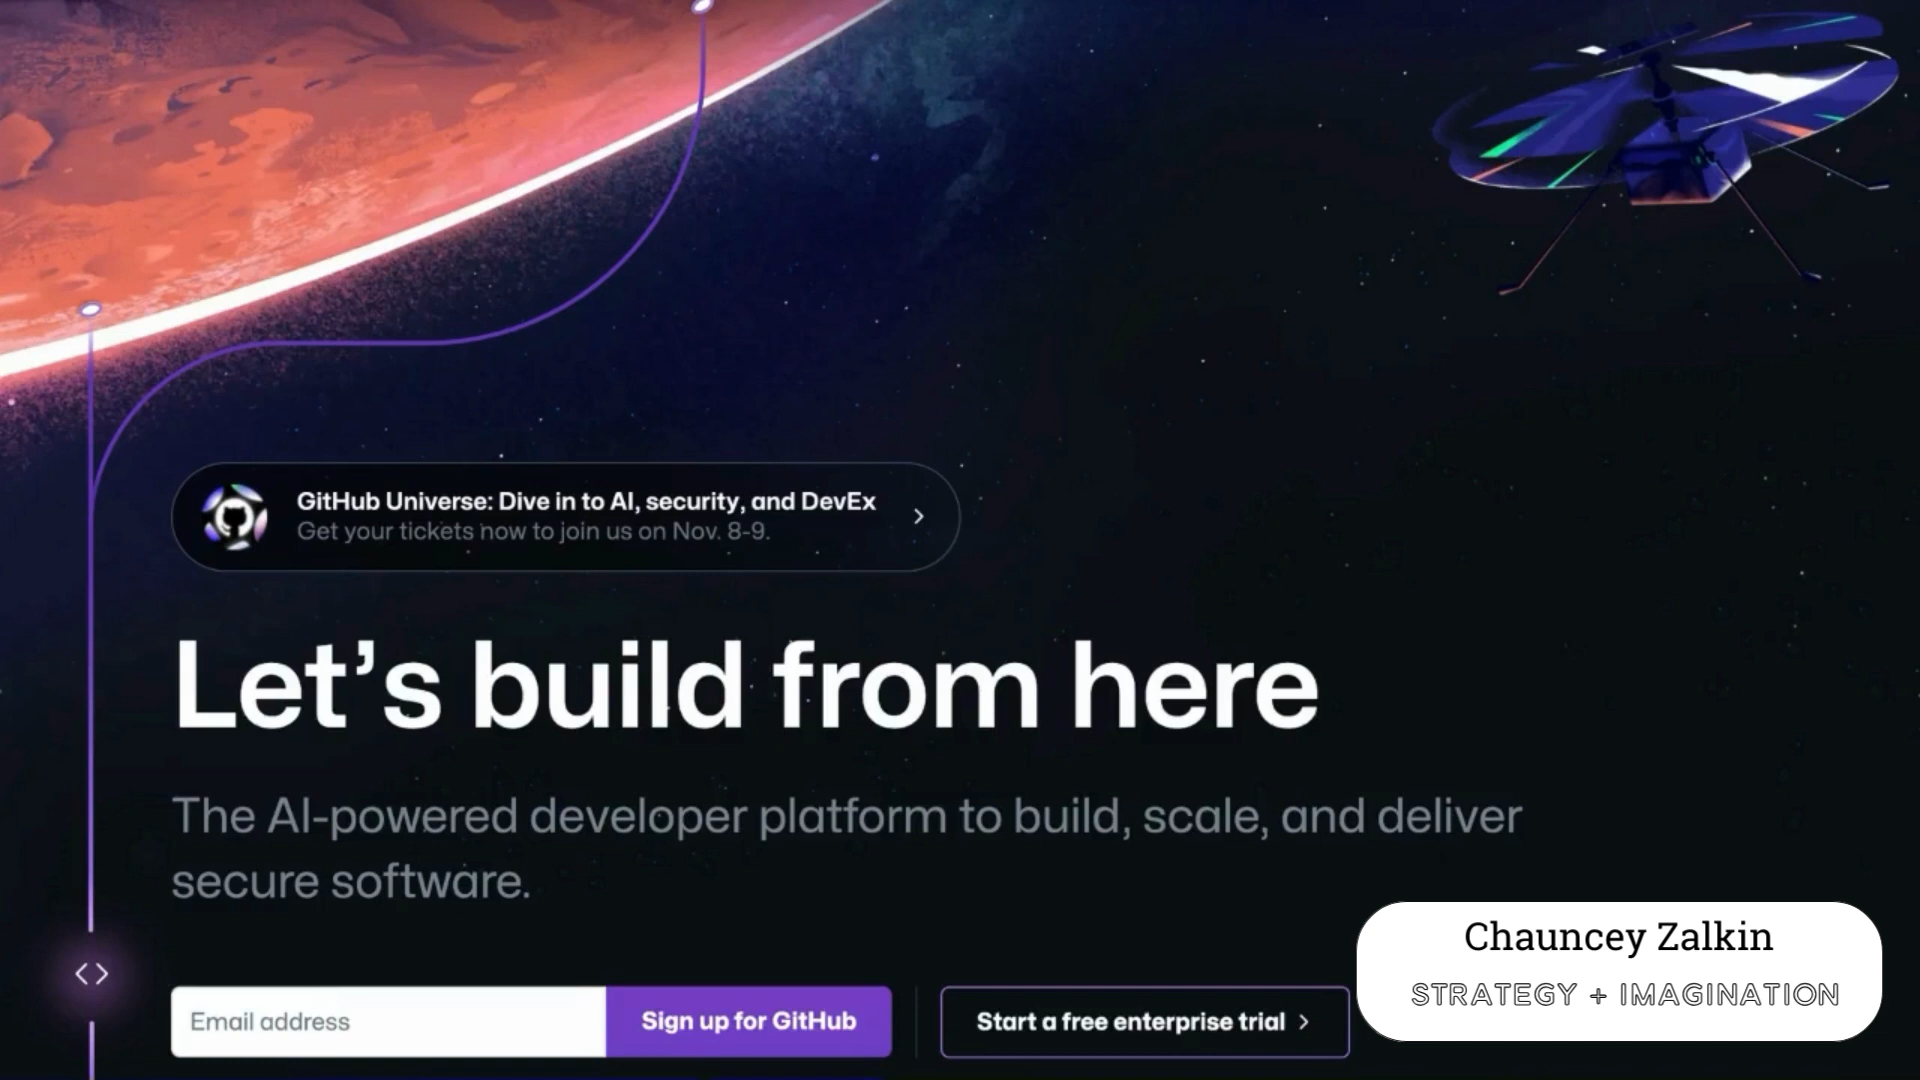 GitHub Universe: Dive in to AI, security, and DevEx
Get your tickets now to join us on Nov. 8-9.
Let’s build from here
The AI-powered developer platform to build, scale, and deliver
secure software.
Email address
Sign up for GitHub
Start a free enterprise trial
Chauncey Zalkin
STRATEGY + IMAGINATION